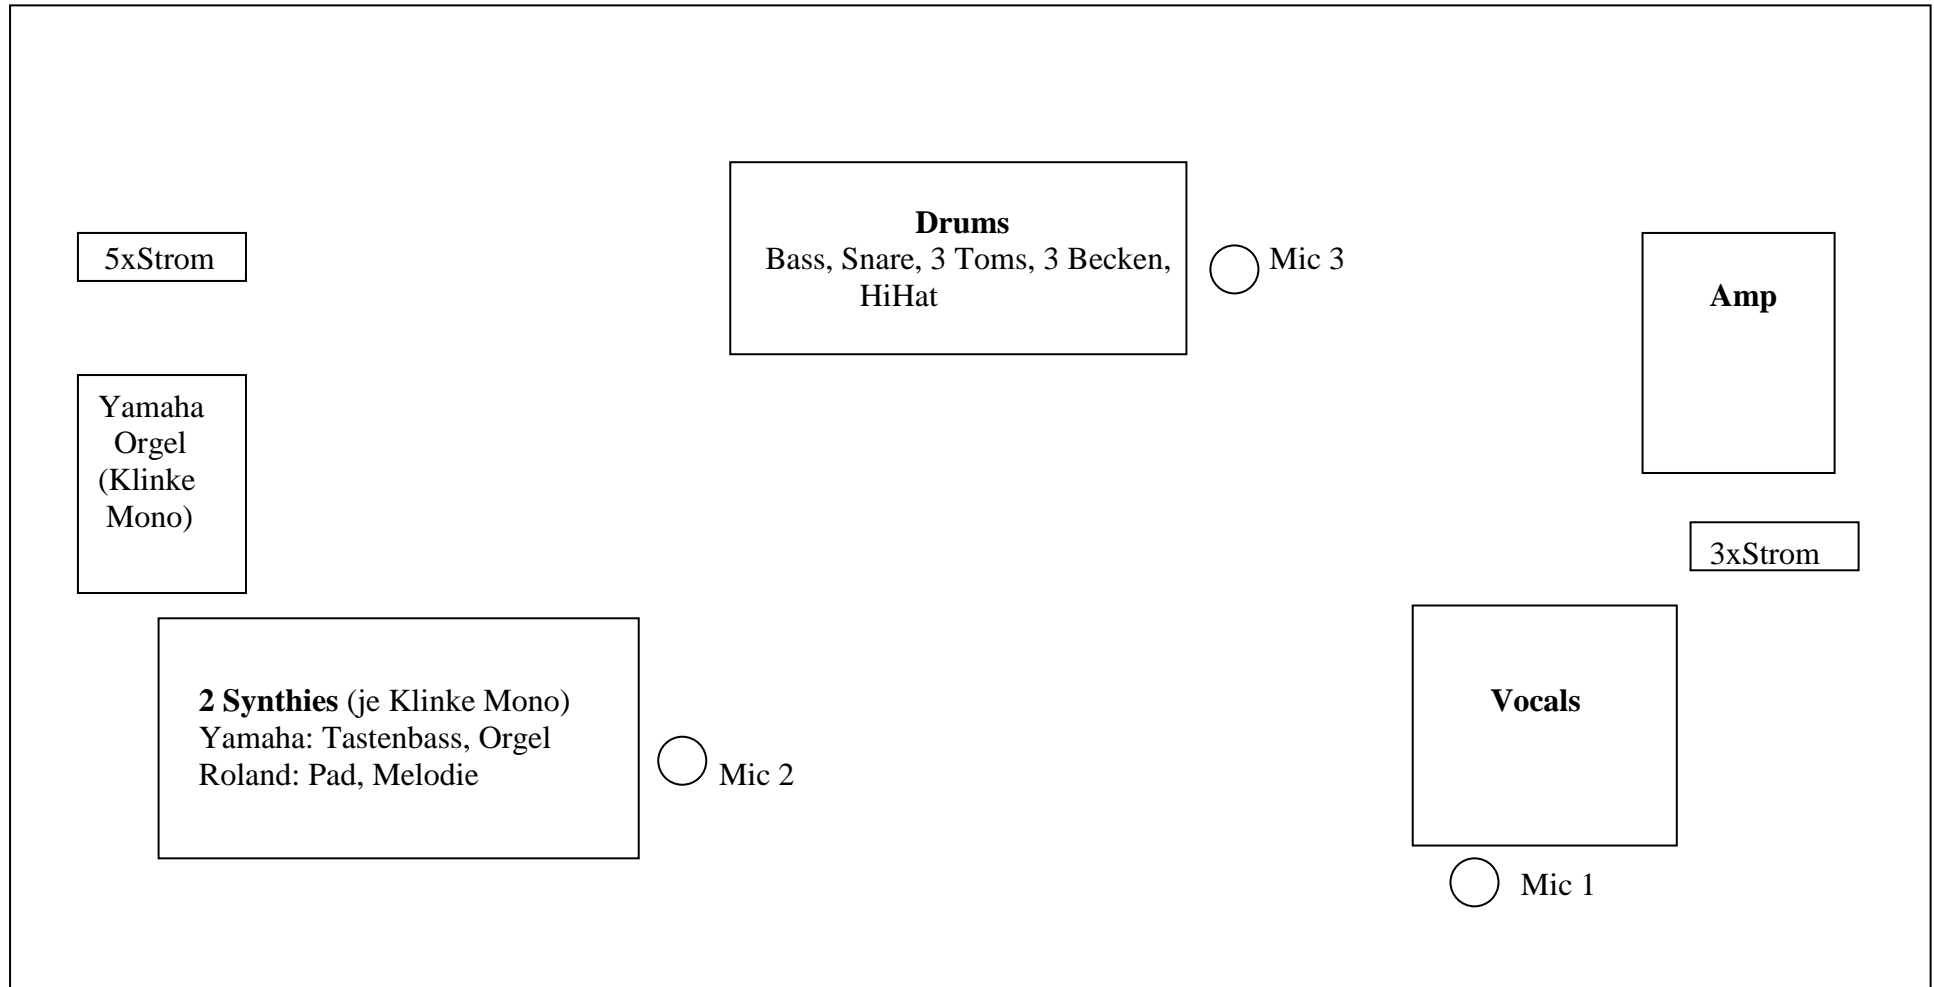 Drums
Bass, Snare, 3 Toms, 3 Becken,
HiHat
Mic 3
5xStrom
Amp
Yamaha
Orgel
(Klinke
Mono)
3xStrom
2 Synthies (je Klinke Mono)
Yamaha: Tastenbass, Orgel
Roland: Pad, Melodie
Mic 2
Vocals
Mic 1